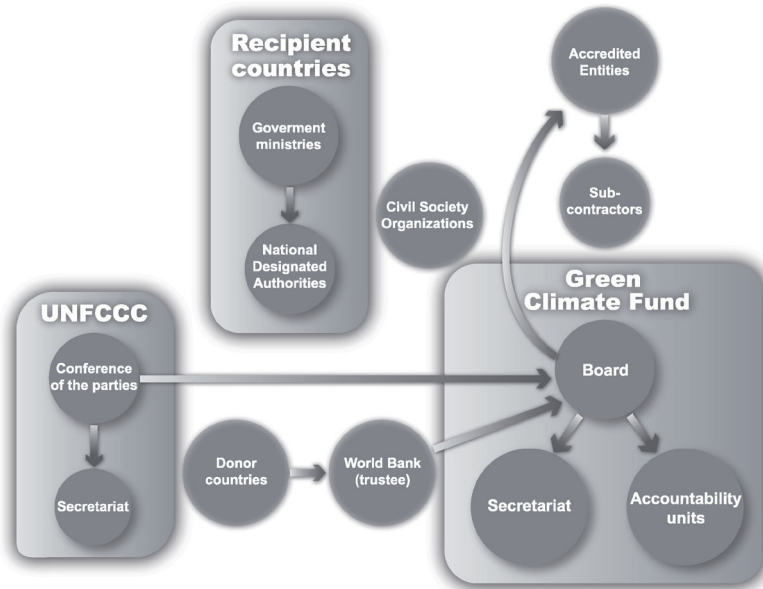 Recipient
countries
Goverment
ministries
National
Designated
Authorities
Civil Society
Organizations
Accredited
Entities
Sub-
contractors
UNFCCC
Conference
of the parties
Secretariat
Donor
countries
World Bank
(trustee)
Green
Climate Fund
Board
Secretariat
Accountability
units